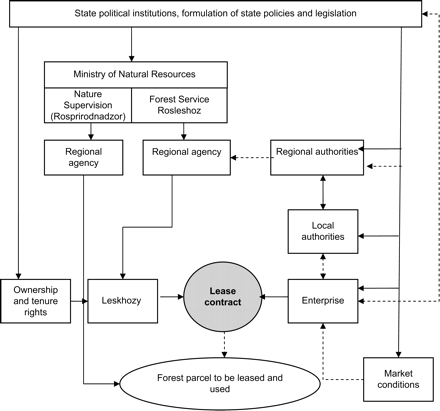 State political institutions, formulation of state policies and legislation
Ministry of Natural Resources
Nature
Supervision
(Rosprirodnadzor)
Forest Service
Rosleshoz
Regional
agency
Regional agency
Regional authorities
Local
authorities
Ownership
and tenure
rights
Leskhozy
Lease
contract
Enterprise
Forest parcel to be leased and
used
Market
conditions